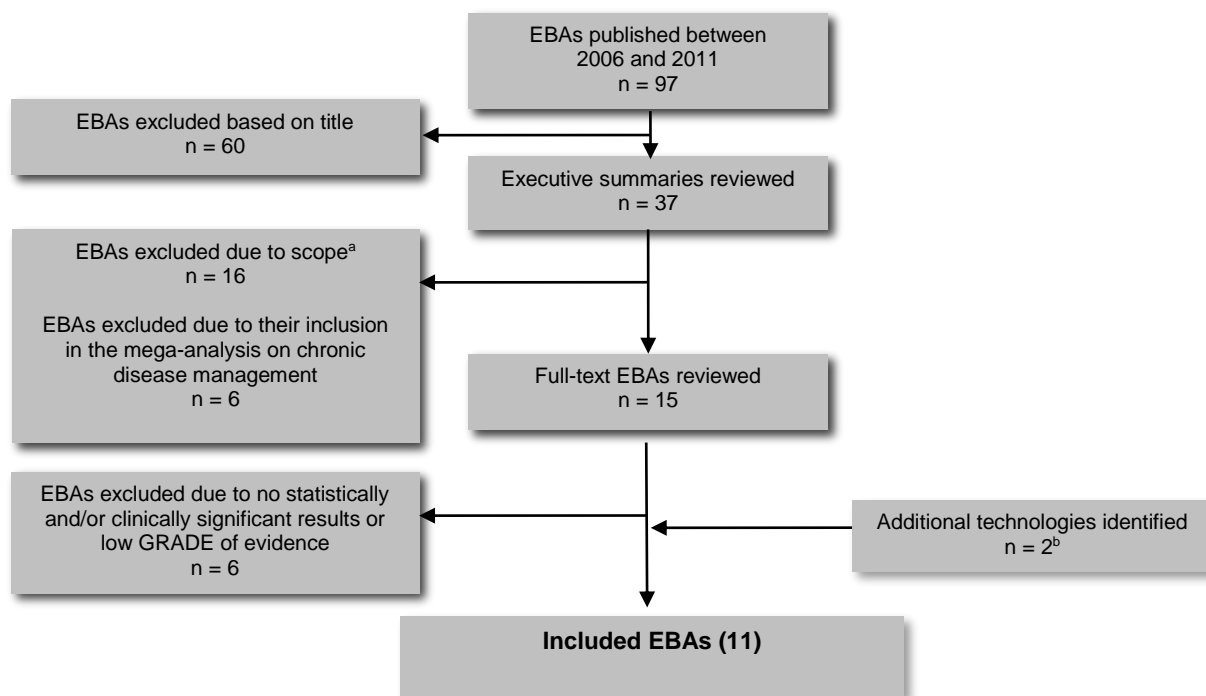 EBAs published between
2006 and 2011
n = 97
EBAs excluded based on title
n = 60
Executive summaries reviewed
n = 37
EBAs excluded due to scopeᵃ
n = 16
EBAs excluded due to their inclusion
in the mega-analysis on chronic
disease management
n = 6
Full-text EBAs reviewed
n = 15
EBAs excluded due to no statistically
and/or clinically significant results or
low GRADE of evidence
n = 6
Additional technologies identified
n = 2ᵇ
Included EBAs (11)